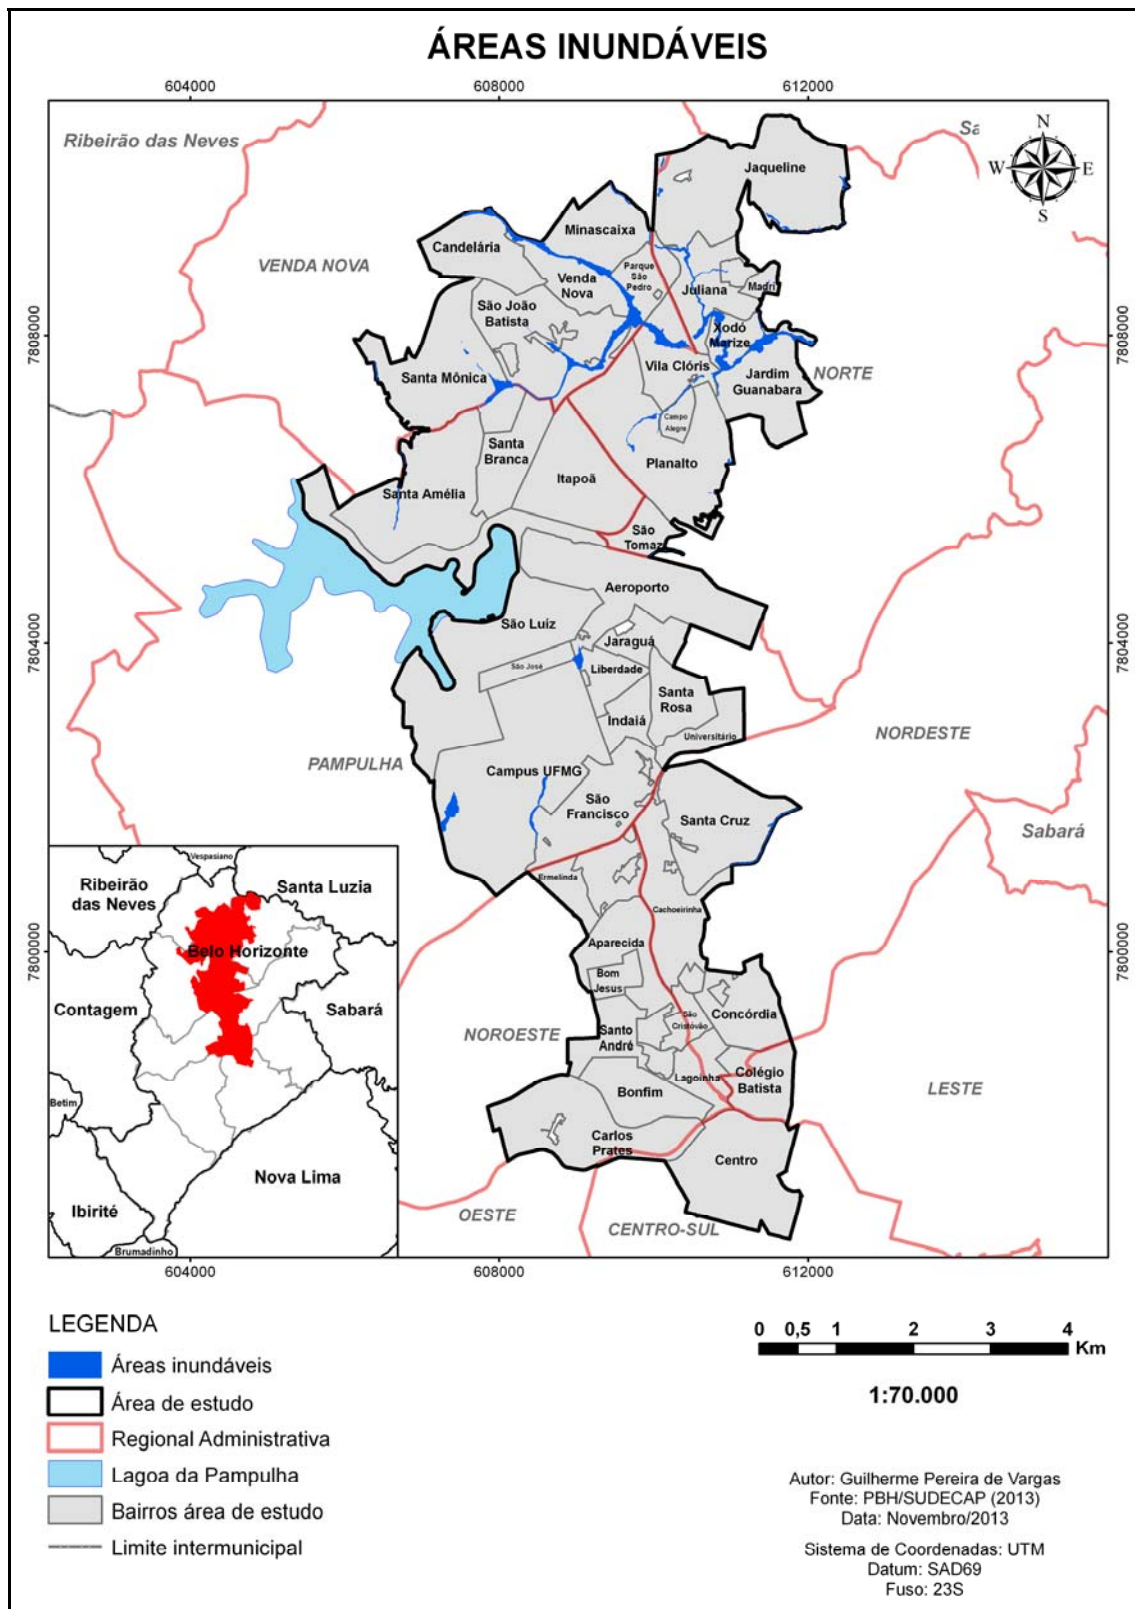 ÁREAS INUNDÁVEIS
604000
608000
612000
Ribeirão das Neves
Sa
N
W
E
S
Jaqueline
Minascaixa
Candelária
VENDA NOVA
Parque
São
Pedro
Venda
Nova
Juliana
Madri
São João
Batista
7808000
7808000
Xodó
Marize
Santa Mônica
Vila Clóris
Jardim
Guanabara
NORTE
Campo
Alegre
Santa
Branca
Planalto
Itapoã
Santa Amélia
São
Tomaz
Aeroporto
São Luiz
7804000
7804000
Jaraguá
São José
Liberdade
Santa
Rosa
Indaiá
Universitário
NORDESTE
PAMPULHA
Campus UFMG
São
Francisco
Santa Cruz
Sabará
Ermelinda
Cachoeirinha
Aparecida
7800000
7800000
Bom
Jesus
Concórdia
São
Cristóvão
NOROESTE
Santo
André
Lagoinha
Colégio
Batista
Bonfim
LESTE
Carlos
Prates
Centro
OESTE
CENTRO-SUL
Vespasiano
Ribeirão
das Neves
Santa Luzia
Belo Horizonte
Contagem
Sabará
Betim
Nova Lima
Ibirité
Brumadinho
604000
608000
612000
LEGENDA
Áreas inundáveis
Área de estudo
Regional Administrativa
Lagoa da Pampulha
Bairros área de estudo
Limite intermunicipal
0 0,5 1 2 3 4
Km
1:70.000
Autor: Guilherme Pereira de Vargas
Fonte: PBH/SUDECAP (2013)
Data: Novembro/2013
Sistema de Coordenadas: UTM
Datum: SAD69
Fuso: 23S